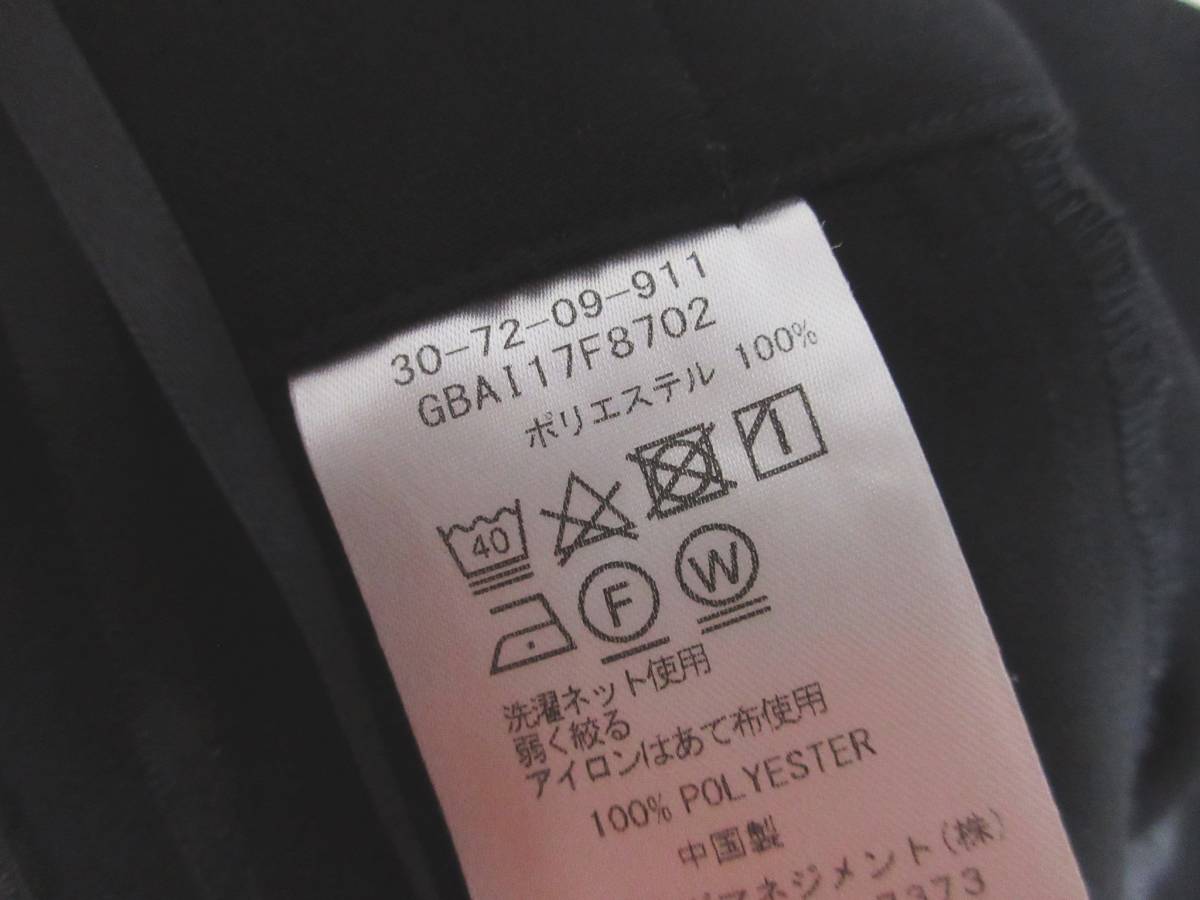 30-72-09-911
GBAI17F8702
ポリエステル 100%
40
F W
洗濯ネット使用
弱く絞る
アイロンはあて布使用
100% POLYESTER
中国製
マネジメント(株)
7373